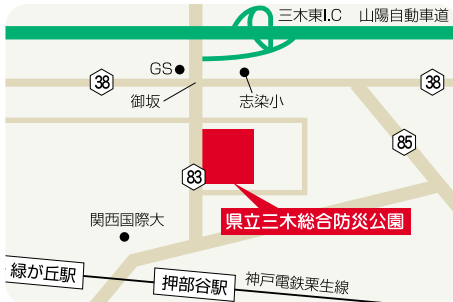 三木東I.C 山陽自動車道
GS
38
38
御坂
志染小
85
83
県立三木総合防災公園
関西国際大
緑が丘駅
押部谷駅
神戸電鉄粟生線